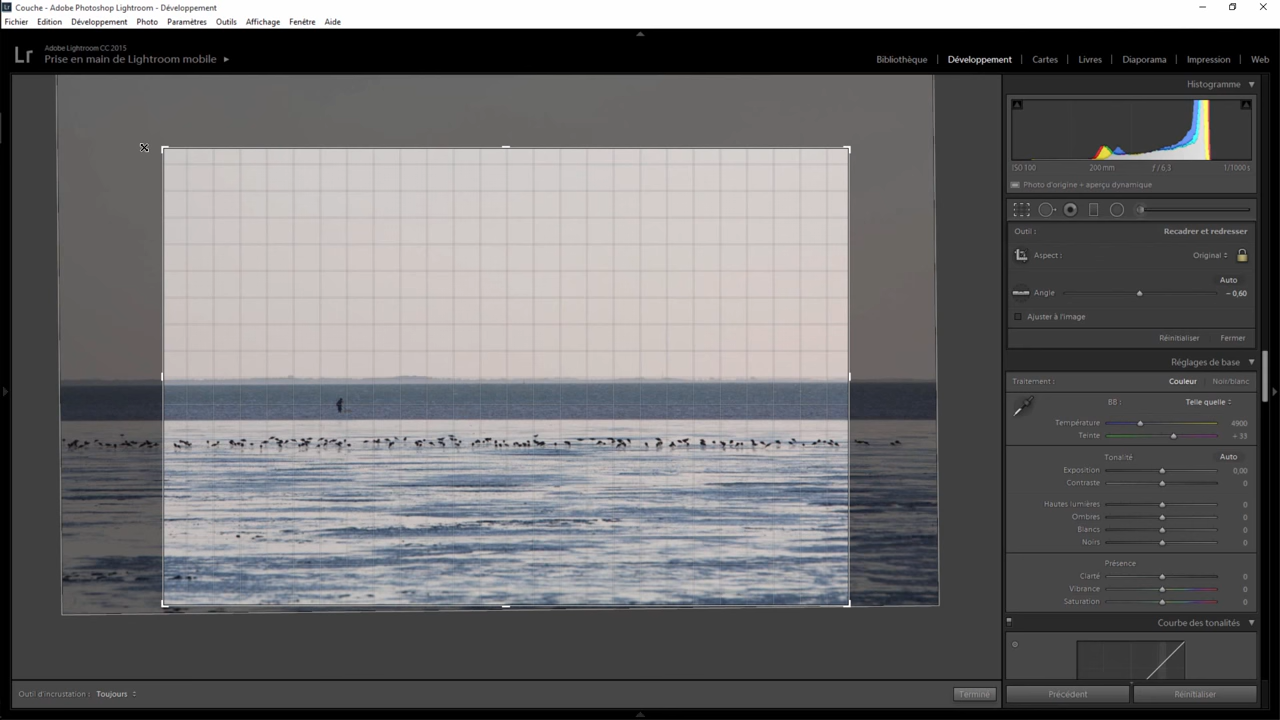 Couche - Adobe Photoshop Lightroom - Développement
Fichier Edition Développement Photo Paramètres Outils Affichage Fenêtre Aide
Lr
Adobe Lightroom CC 2015
Prise en main de Lightroom mobile
Bibliothèque | Développement | Cartes | Livres | Diaporama | Impression | Web
Histogramme
ISO 100 200 mm ƒ / 6,3 1/1000 s
Photo d'origine + aperçu dynamique
Outil : Recadrer et redresser
Aspect : Original
Auto
Angle - 0,60
Ajuster à l'image
Réinitialiser Fermer
Réglages de base
Traitement : Couleur | Noir/blanc
BB : Telle quelle
Température 4900
Teinte + 33
Tonalité Auto
Exposition 0,00
Contraste 0
Hautes lumières 0
Ombres 0
Blancs 0
Noirs 0
Présence
Clarté 0
Vibrance 0
Saturation 0
Courbe des tonalités
Outil d'incrustation : Toujours
Terminé
Précédent Réinitialiser